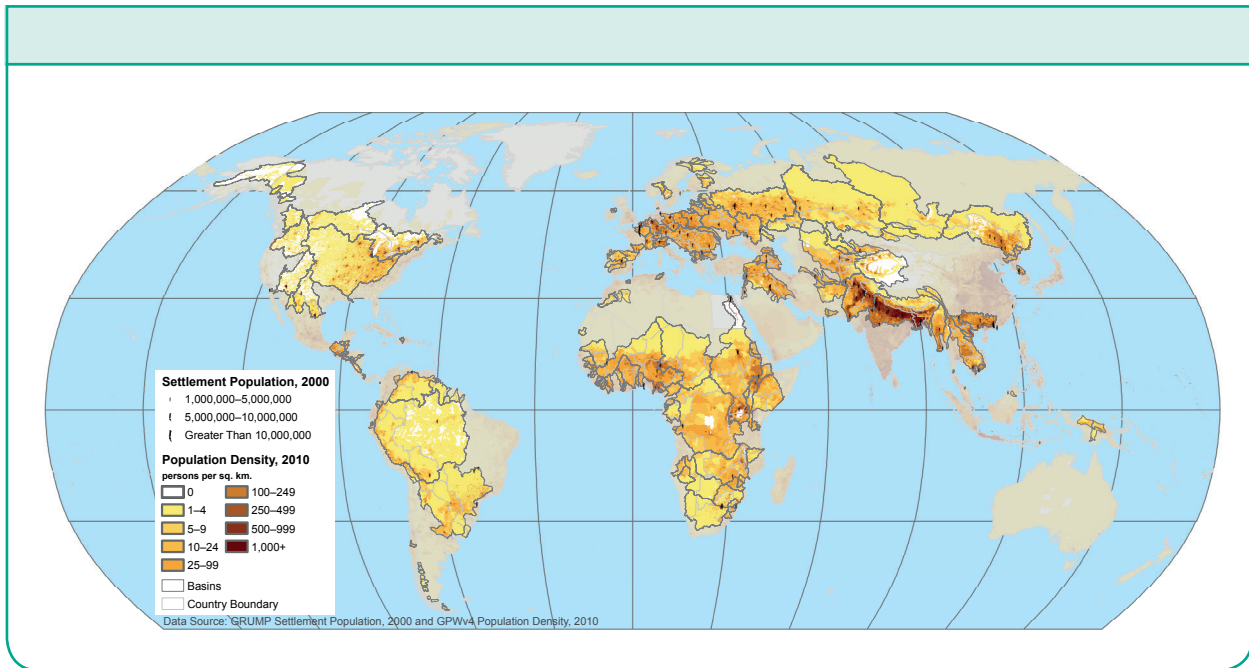 Settlement Population, 2000
1,000,000–5,000,000
5,000,000–10,000,000
Greater Than 10,000,000
Population Density, 2010
persons per sq. km.
0
1–4
5–9
10–24
25–99
100–249
250–499
500–999
1,000+
Basins
Country Boundary
Data Source: GRUMP Settlement Population, 2000 and GPWv4 Population Density, 2010